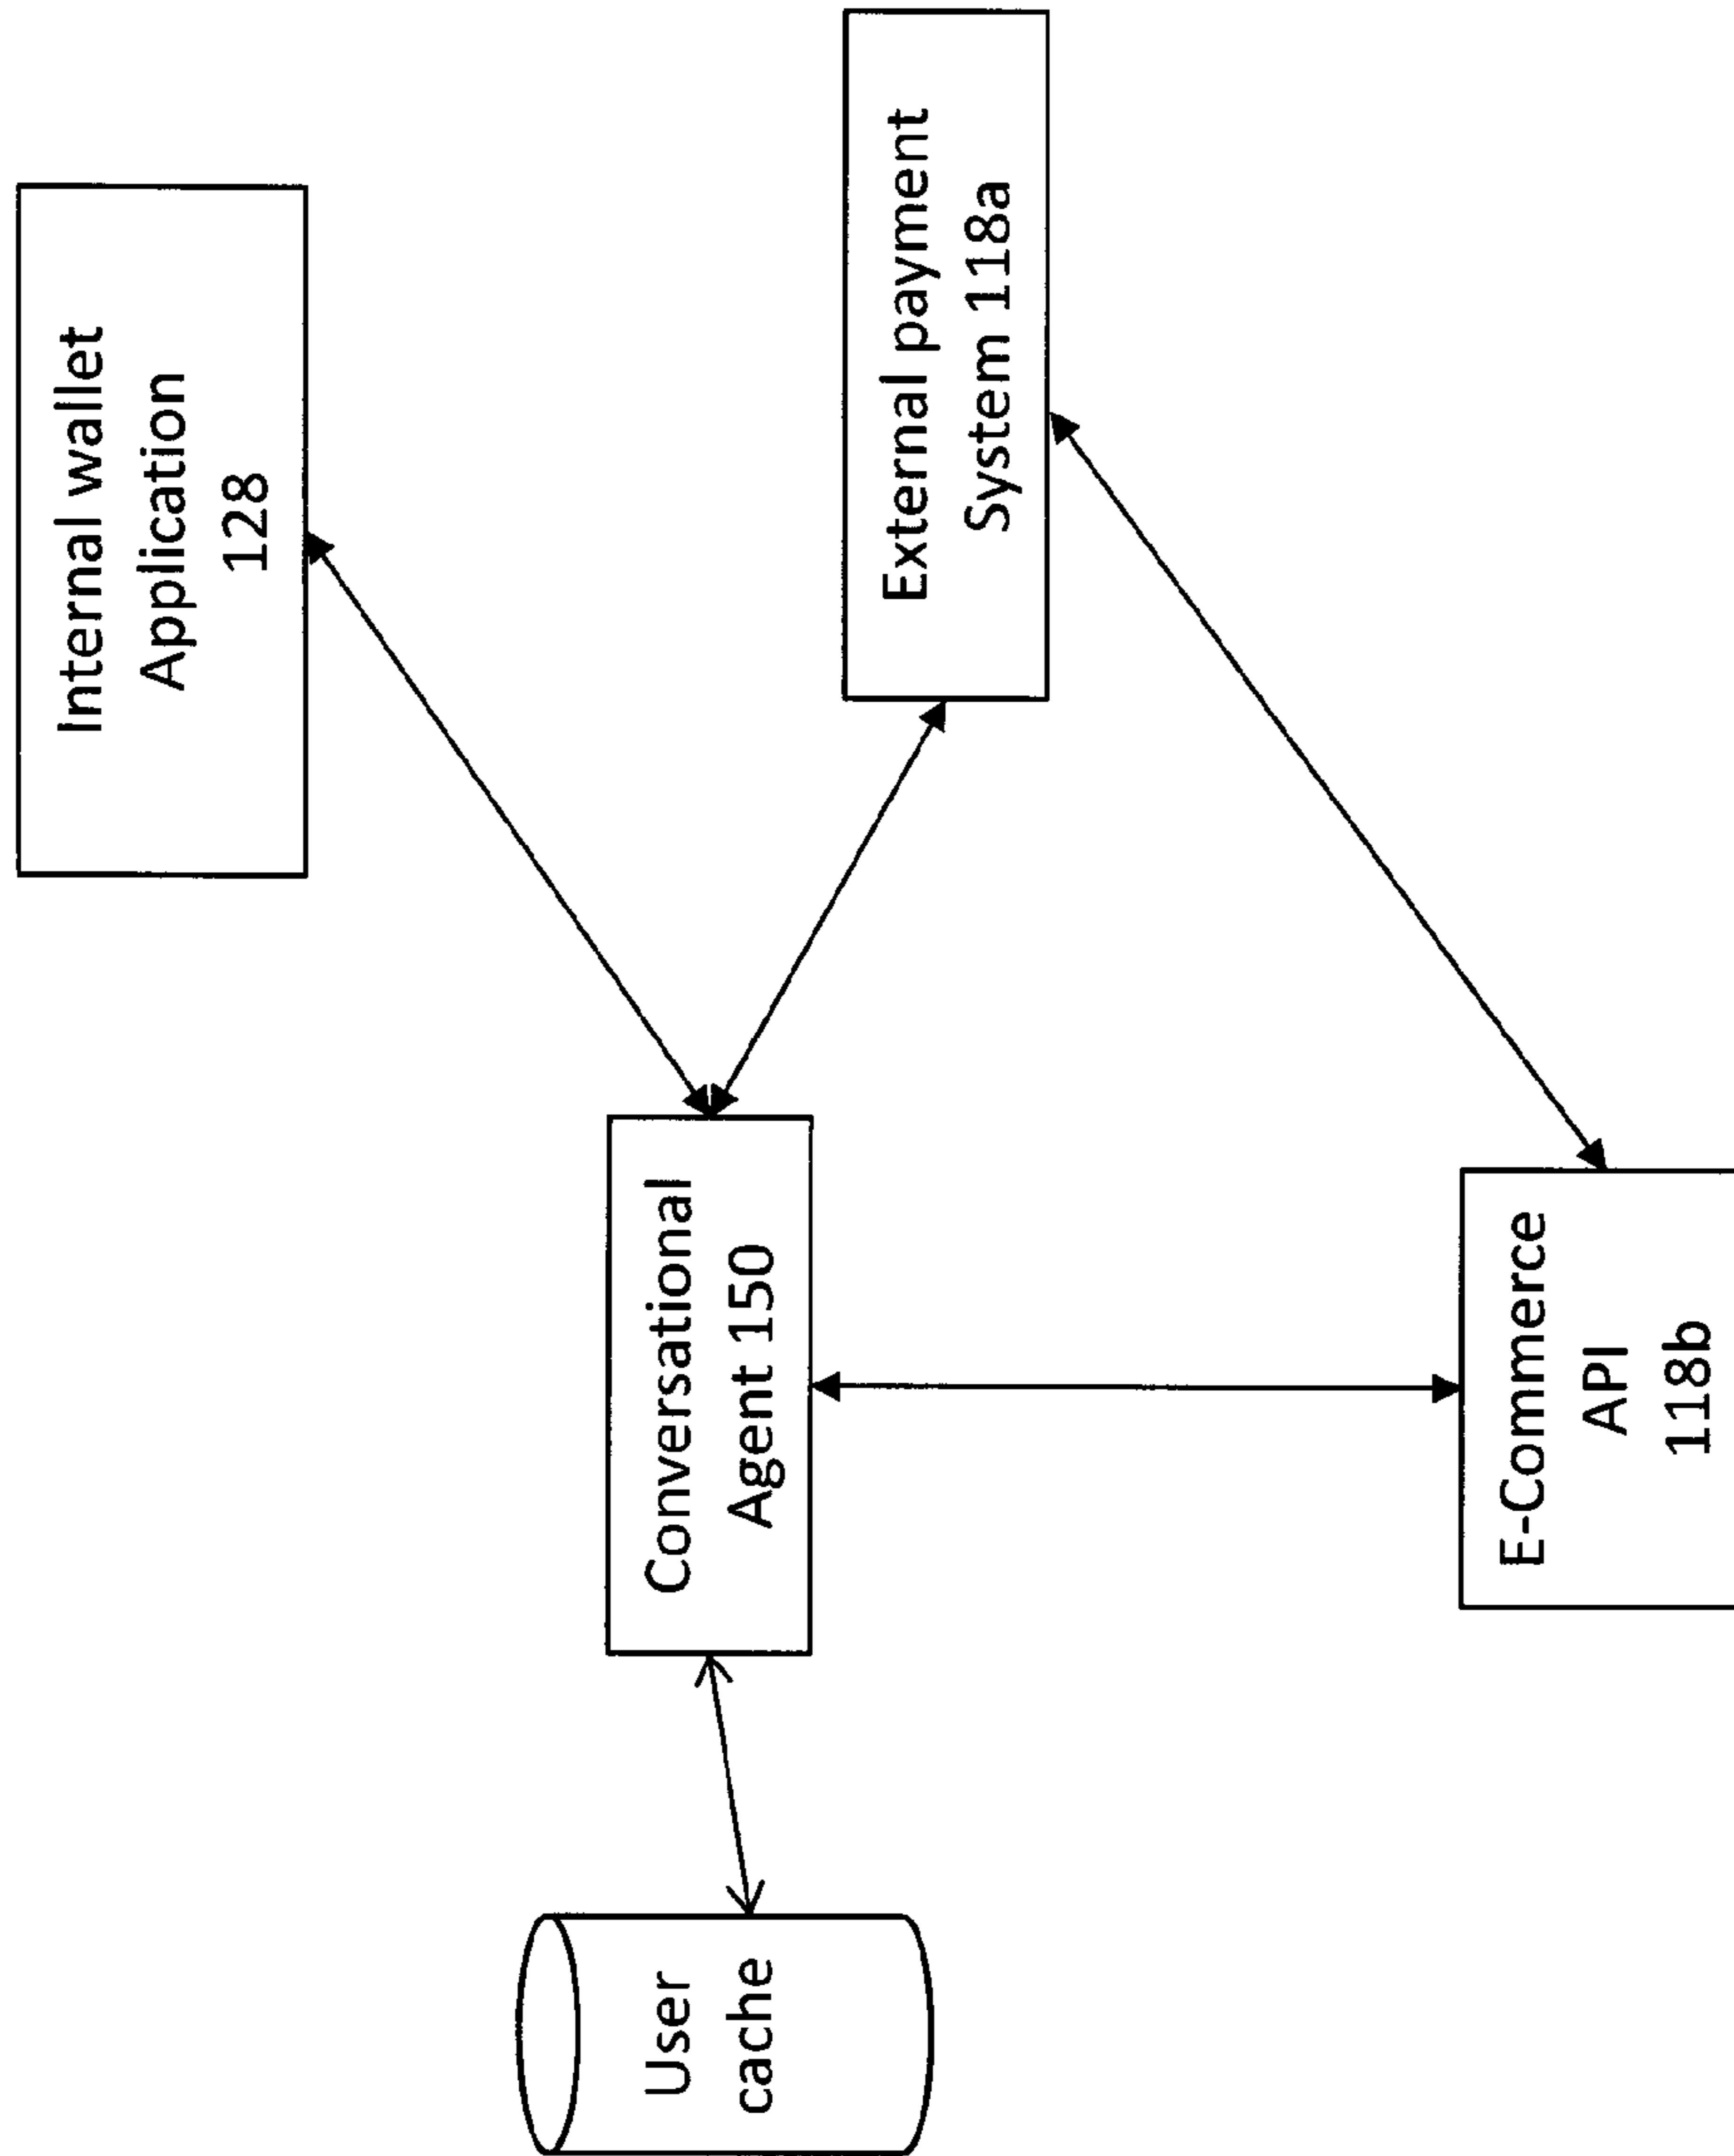 Internal wallet
Application
128
External payment
System 118a
Conversational
Agent 150
E-Commerce
API
118b
User
cache